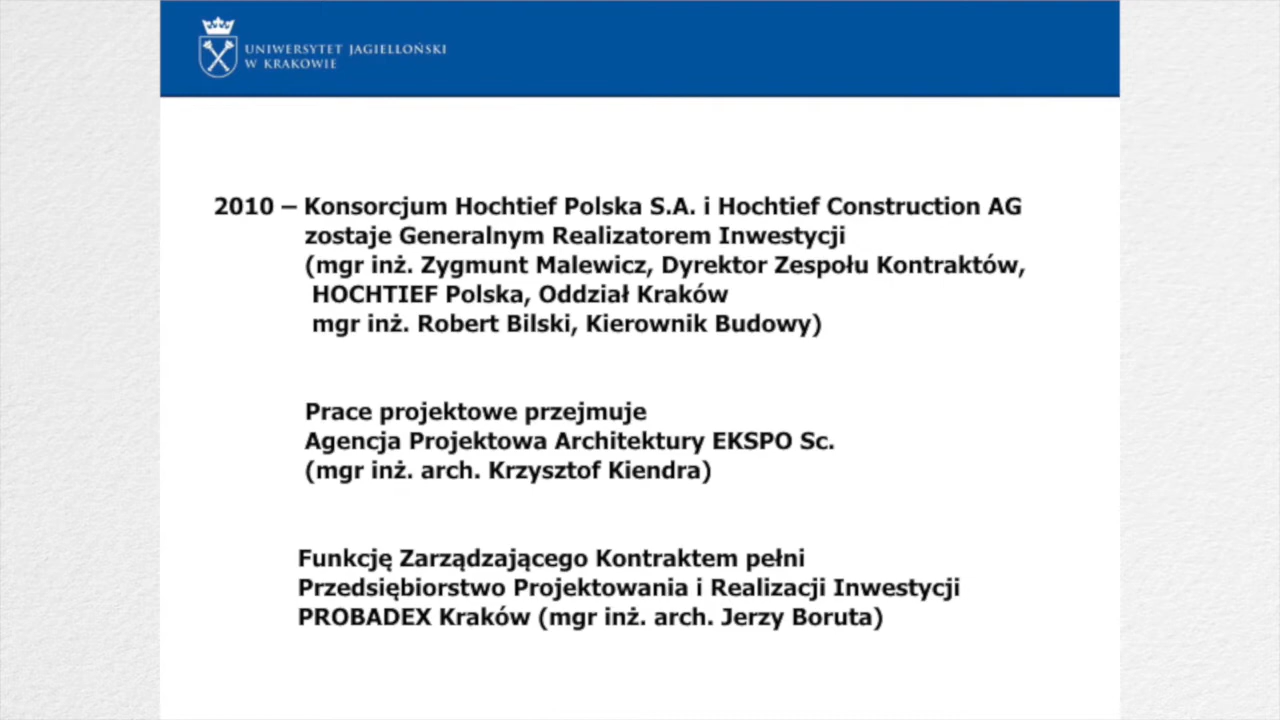 UNIWERSYTET JAGIELLOŃSKI
W KRAKOWIE
2010 – Konsorcjum Hochtief Polska S.A. i Hochtief Construction AG
zostaje Generalnym Realizatorem Inwestycji
(mgr inż. Zygmunt Malewicz, Dyrektor Zespołu Kontraktów,
HOCHTIEF Polska, Oddział Kraków
mgr inż. Robert Bilski, Kierownik Budowy)
Prace projektowe przejmuje
Agencja Projektowa Architektury EKSPO Sc.
(mgr inż. arch. Krzysztof Kiendra)
Funkcję Zarządzającego Kontraktem pełni
Przedsiębiorstwo Projektowania i Realizacji Inwestycji
PROBADEX Kraków (mgr inż. arch. Jerzy Boruta)